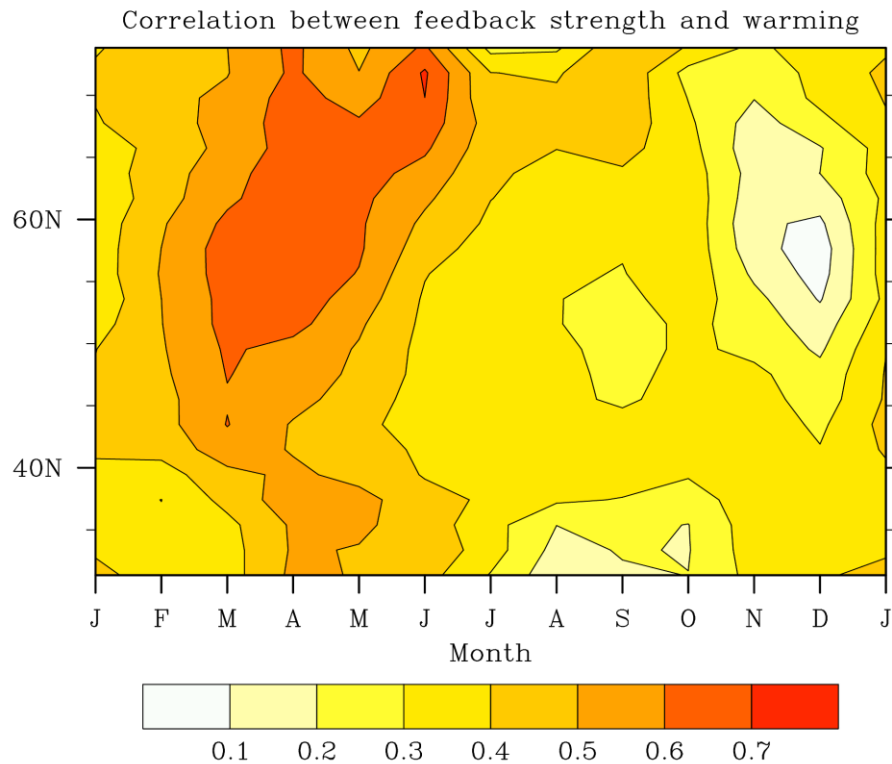 Correlation between feedback strength and warming
60N
40N
J F M A M J J A S O N D J
Month
0.1 0.2 0.3 0.4 0.5 0.6 0.7